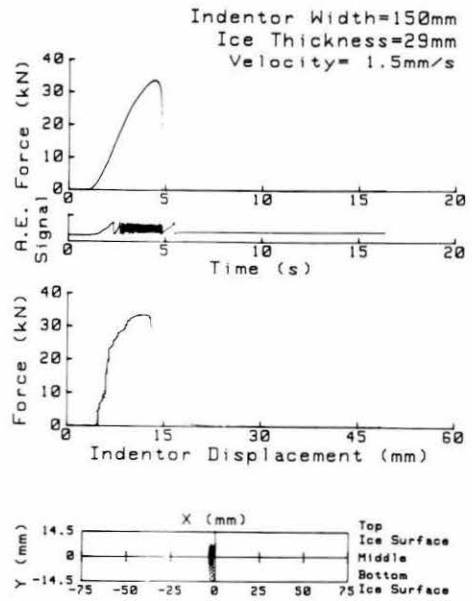 Indentor Width=150mm
Ice Thickness=29mm
Velocity= 1.5mm/s
Force (kN)
40
30
20
10
0
0 5 10 15 20
A.E. Signal
0 5 10 15 20
Time (s)
Force (kN)
40
30
20
10
0
0 15 30 45 60
Indentor Displacement (mm)
X (mm)
Y (mm)
14.5
0
-14.5
-75 -50 -25 0 25 50 75
Top
Ice Surface
Middle
Bottom
Ice Surface